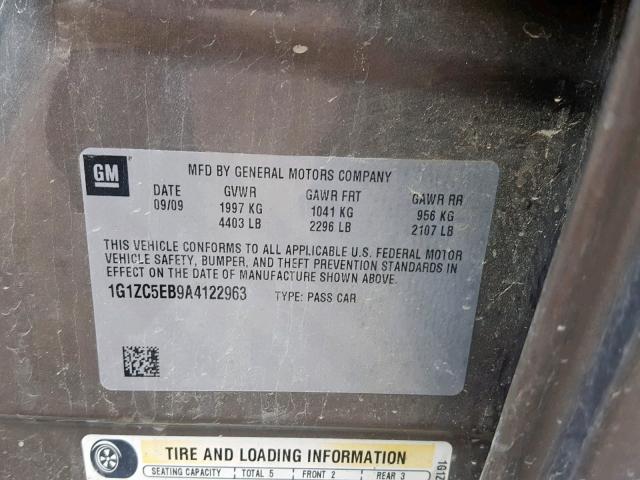 GM
MFD BY GENERAL MOTORS COMPANY
DATE GVWR GAWR FRT GAWR RR
09/09 1997 KG 1041 KG 956 KG
4403 LB 2296 LB 2107 LB
THIS VEHICLE CONFORMS TO ALL APPLICABLE U.S. FEDERAL MOTOR
VEHICLE SAFETY, BUMPER, AND THEFT PREVENTION STANDARDS IN
EFFECT ON THE DATE OF MANUFACTURE SHOWN ABOVE.
1G1ZC5EB9A4122963 TYPE: PASS CAR
TIRE AND LOADING INFORMATION
SEATING CAPACITY TOTAL 5 FRONT 2 REAR 3
1G1Z